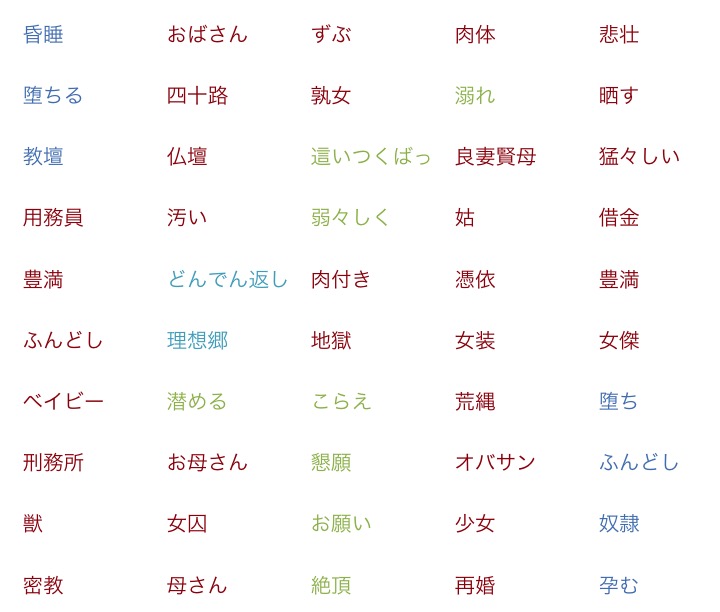 昏睡 おばさん ずぶ 肉体 悲壮
堕ちる 四十路 孰女 溺れ 晒す
教壇 仏壇 這いつくばっ 良妻賢母 猛々しい
用務員 汚い 弱々しく 姑 借金
豊満 どんでん返し 肉付き 憑依 豊満
ふんどし 理想郷 地獄 女装 女傑
ベイビー 潜める こらえ 荒縄 堕ち
刑務所 お母さん 懇願 オバサン ふんどし
獣 女囚 お願い 少女 奴隷
密教 母さん 絶頂 再婚 孕む